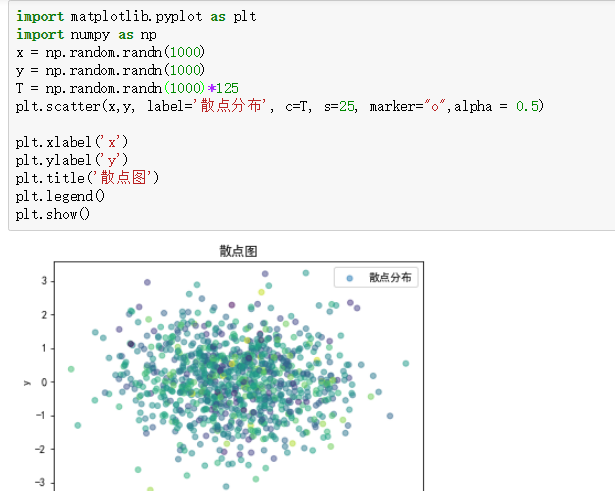 import matplotlib.pyplot as plt
import numpy as np
x = np.random.randn(1000)
y = np.random.randn(1000)
T = np.random.randn(1000)*125
plt.scatter(x,y, label='散点分布', c=T, s=25, marker="o",alpha = 0.5)
plt.xlabel('x')
plt.ylabel('y')
plt.title('散点图')
plt.legend()
plt.show()
散点图
散点分布
3
2
1
0
y
−1
−2
−3